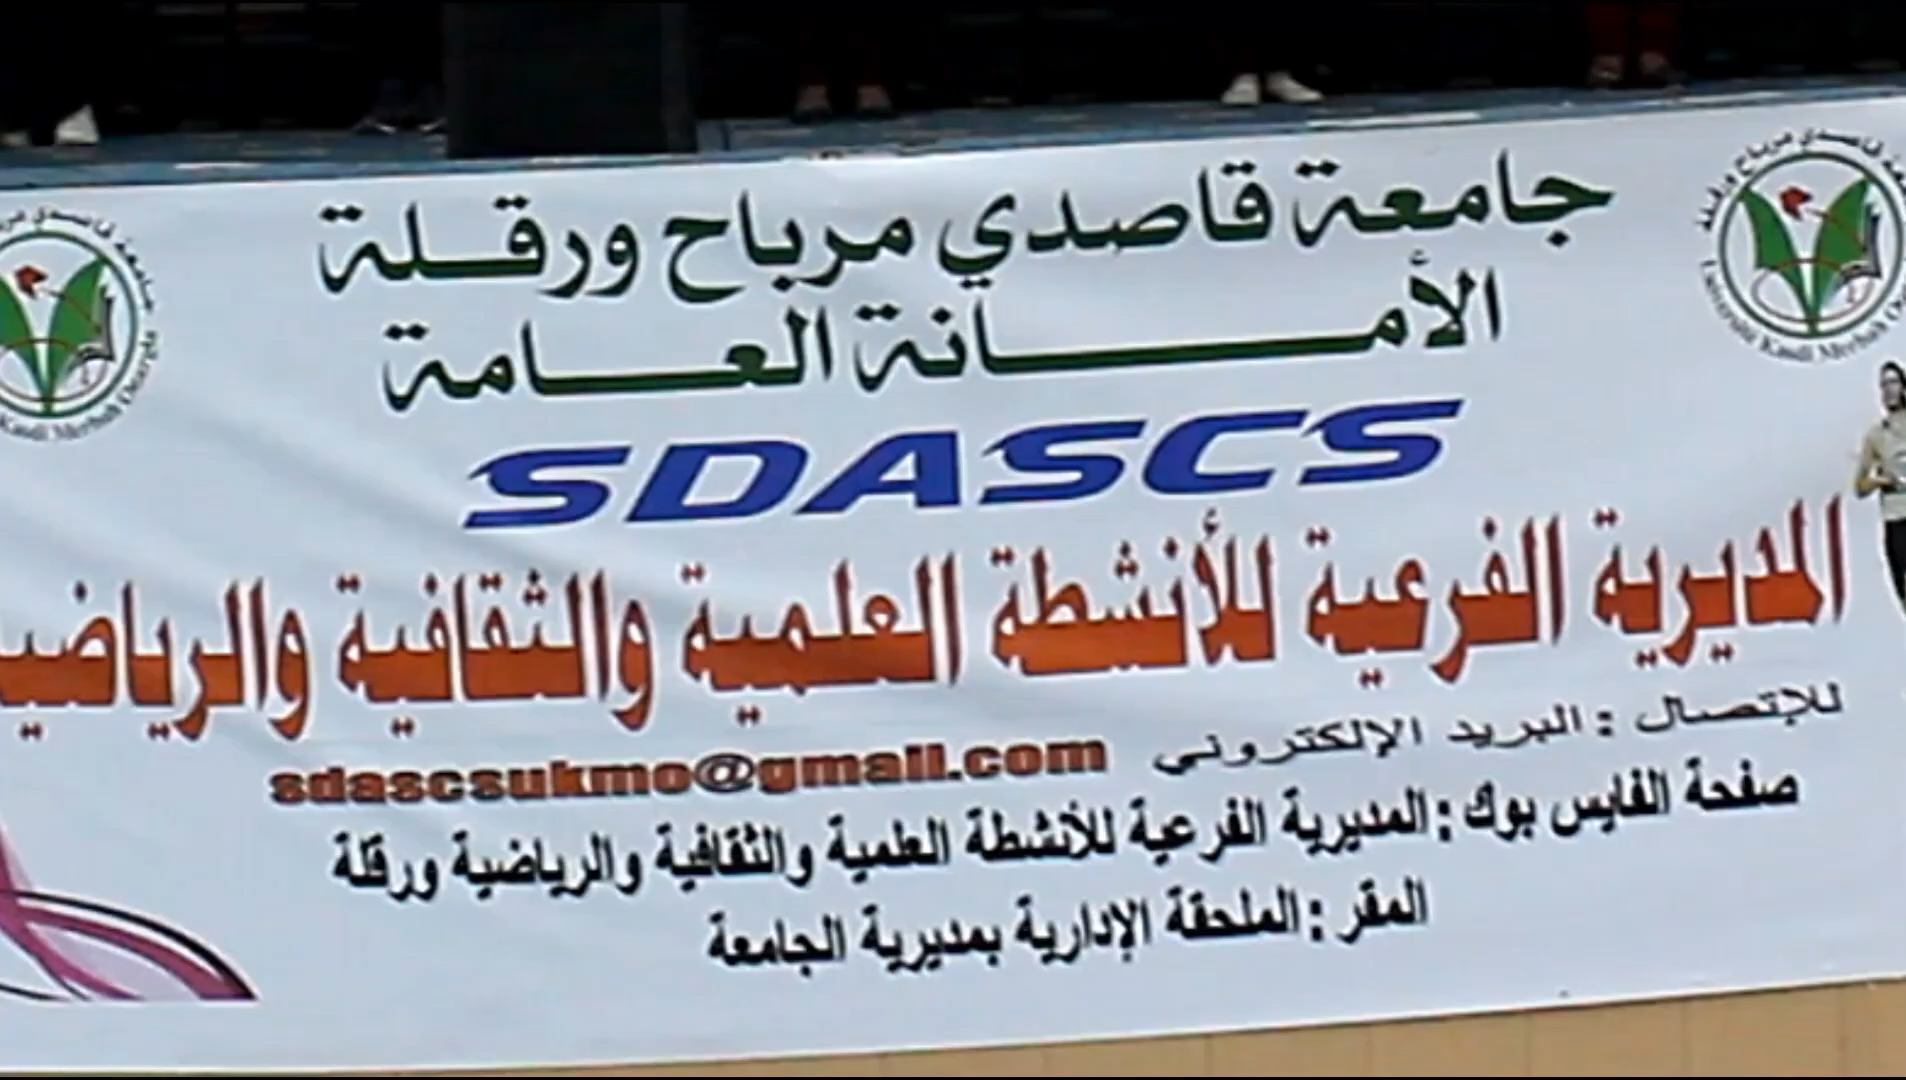 جامعة قاصدي مرباح ورقلة
الأمانة العامة
SDASCS
المديرية الفرعية للأنشطة العلمية والثقافية والرياضية
للإتصال : البريد الإلكتروني sdascsukmo@gmail.com
صفحة الفايس بوك : المديرية الفرعية للأنشطة العلمية والثقافية والرياضية ورقلة
المقر : الملحقة الإدارية بمديرية الجامعة